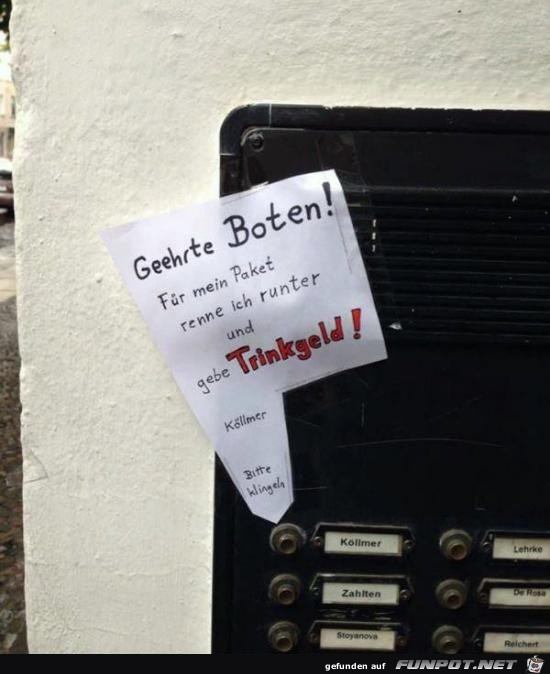 Geehrte Boten!
Für mein Paket
renne ich runter
und
gebe Trinkgeld!
Köllmer
Bitte
klingeln
Köllmer
Lehrke
Zahlten
De Rosa
Stoyanova
Reichert
gefunden auf FUNPOT.NET